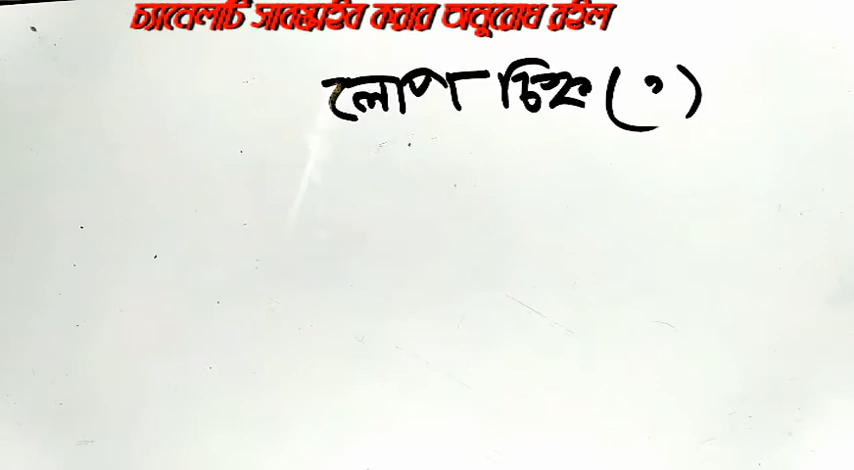 চ্যানেলটি সাবস্ক্রাইব করার অনুরোধ রইল
লোপ চিহ্ন (')